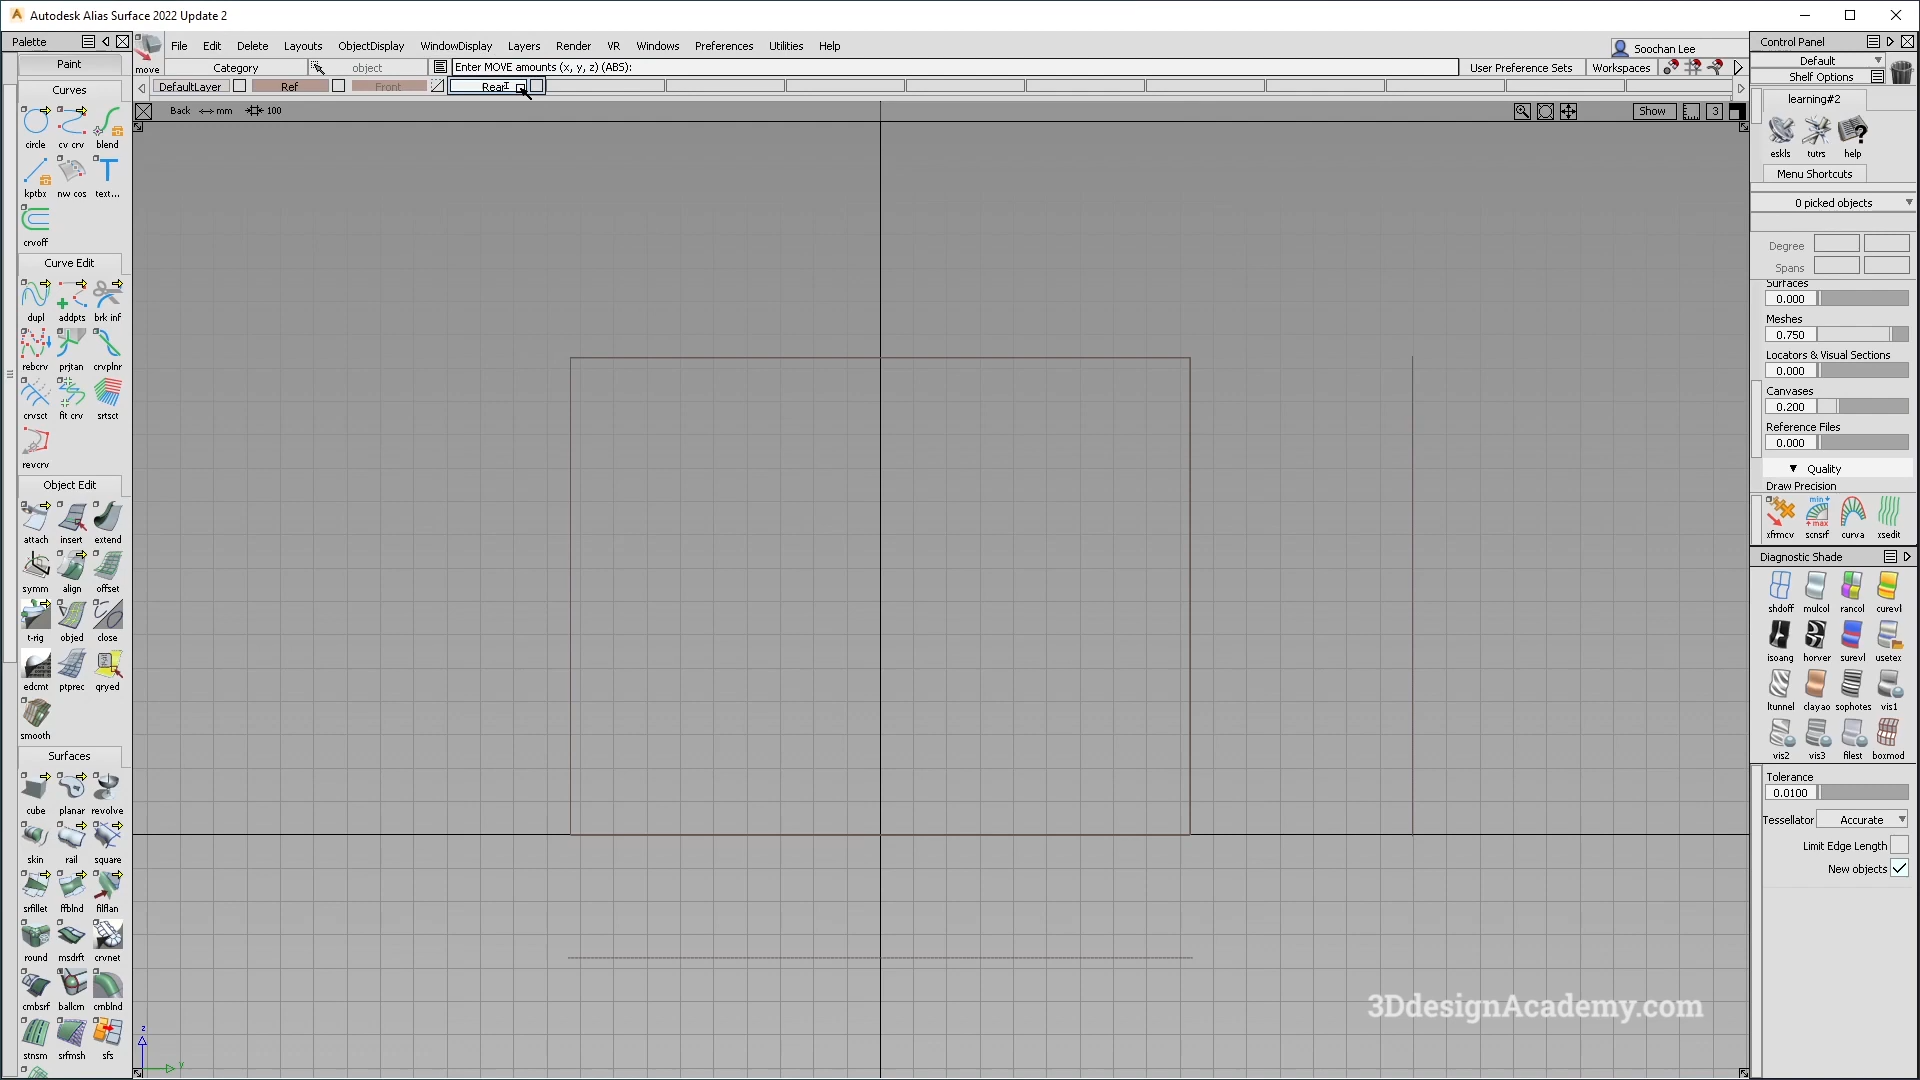 Autodesk Alias Surface 2022 Update 2
Palette
File Edit Delete Layouts ObjectDisplay WindowDisplay Layers Render VR Windows Preferences Utilities Help
Soochan Lee
Control Panel
Paint
move
Category
object
Enter MOVE amounts (x, y, z) (ABS):
User Preference Sets
Workspaces
Default
Shelf Options
DefaultLayer
Ref
Front
Rear
Curves
Back
mm
100
Show
3
learning#2
circle cv crv blend
eskls tutrs help
kptbx nw cos text...
Menu Shortcuts
0 picked objects
crvoff
Degree
Curve Edit
Spans
Surfaces
0.000
dupl addpts brk inf
Meshes
0.750
rebcrv prjtan crvplnr
Locators & Visual Sections
0.000
Canvases
0.200
crvsct fit crv srtsct
Reference Files
0.000
revcrv
Quality
Object Edit
Draw Precision
min
max
attach insert extend
xfrmcv scnsrf curva xsedit
Diagnostic Shade
symm align offset
shdoff mulcol rancol curevl
t-rig objed close
isoang horver surevl usetex
edcmt ptprec qryed
ltunnel clayao sophotes vis1
smooth
vis2 vis3 filest boxmod
Surfaces
Tolerance
0.0100
cube planar revolve
Tessellator
Accurate
skin rail square
Limit Edge Length
New objects
srfillet ffblnd filflan
round msdrft crvnet
cmbsrf ballcrn crnblnd
3DdesignAcademy.com
z
y
stnsm srfmsh sfs